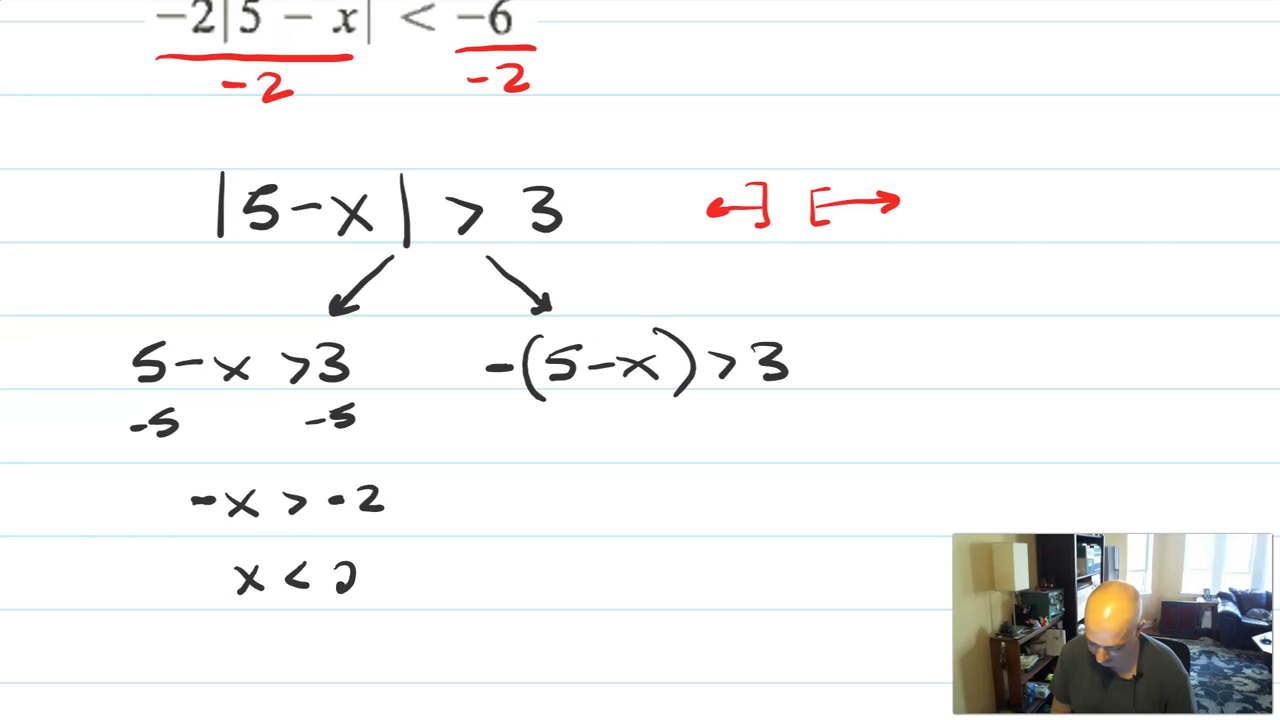 -2|5 - x| < -6
-2 -2
|5-x| > 3
5-x >3 -(5-x)>3
-5 -5
-x > -2
x < 2